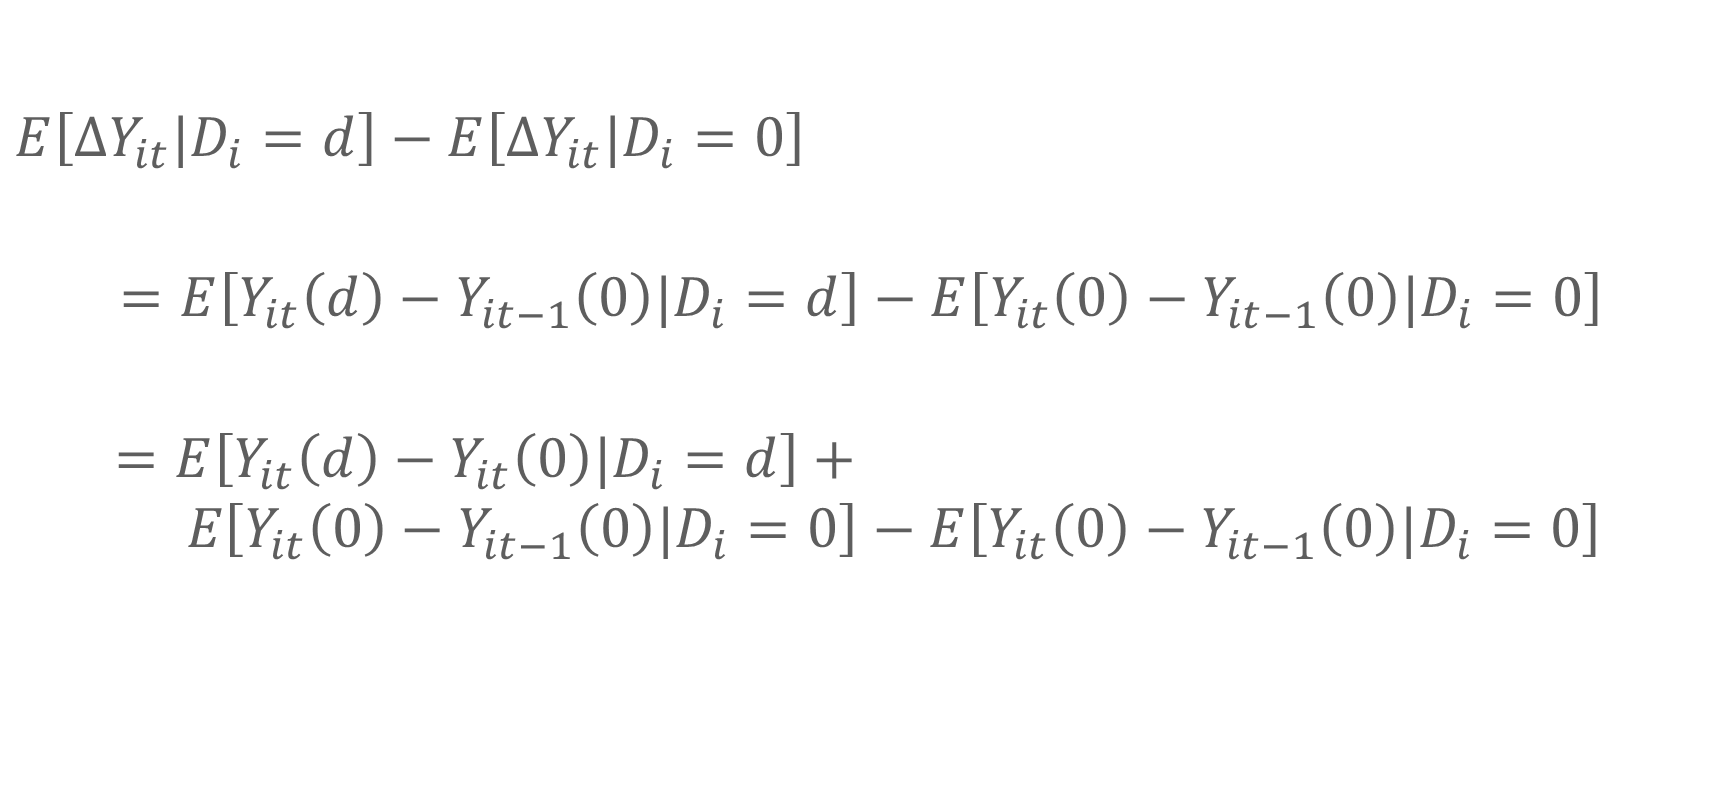 E[ΔY_{it}|D_i = d] − E[ΔY_{it}|D_i = 0]
= E[Y_{it}(d) − Y_{it−1}(0)|D_i = d] − E[Y_{it}(0) − Y_{it−1}(0)|D_i = 0]
= E[Y_{it}(d) − Y_{it}(0)|D_i = d] +
E[Y_{it}(0) − Y_{it−1}(0)|D_i = 0] − E[Y_{it}(0) − Y_{it−1}(0)|D_i = 0]